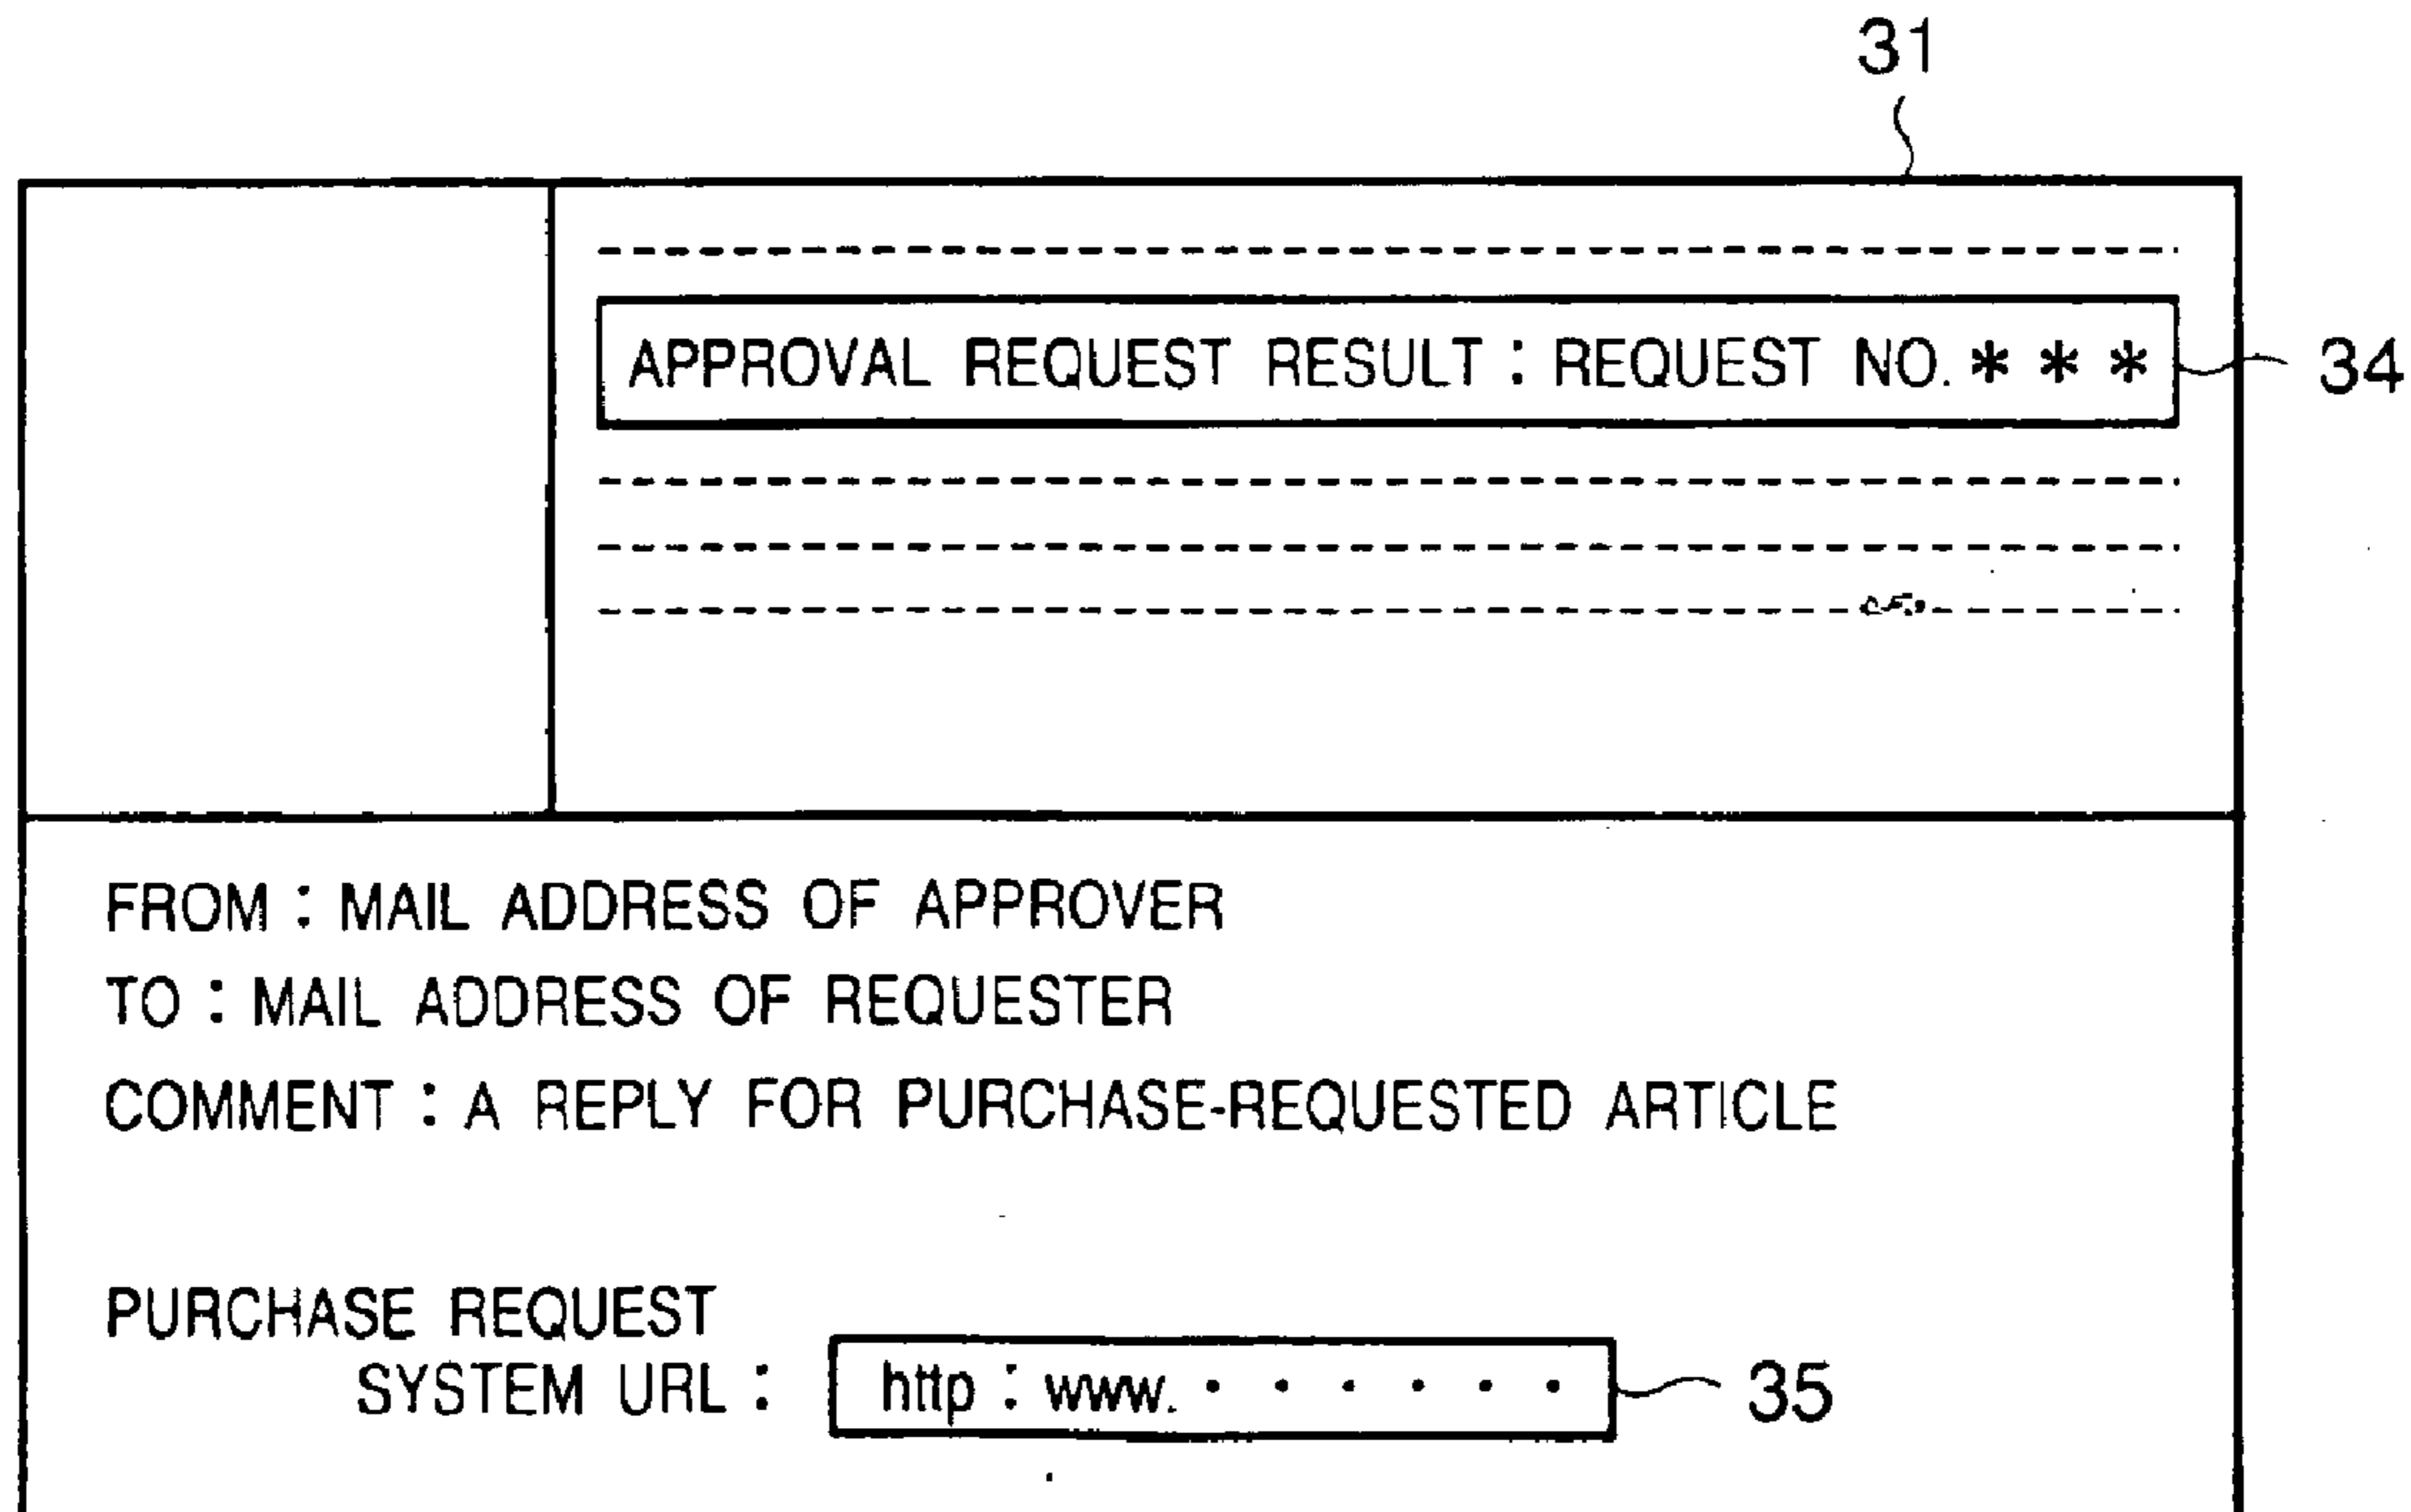 31
APPROVAL REQUEST RESULT : REQUEST NO. * * *
34
FROM : MAIL ADDRESS OF APPROVER
TO : MAIL ADDRESS OF REQUESTER
COMMENT : A REPLY FOR PURCHASE-REQUESTED ARTICLE
PURCHASE REQUEST
SYSTEM URL : http : www. · · · · · ·
35